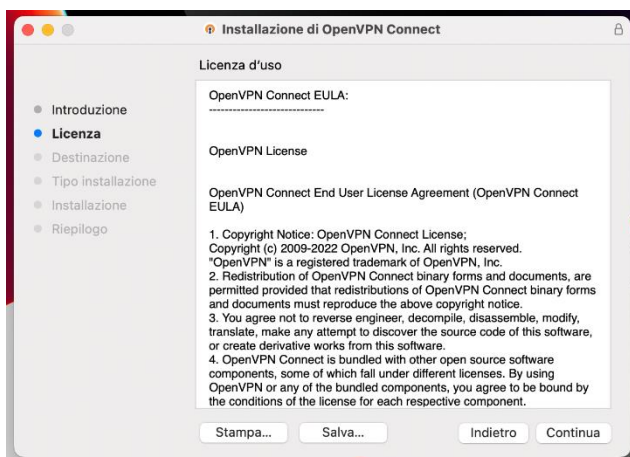 Installazione di OpenVPN Connect
Licenza d'uso
Introduzione
Licenza
Destinazione
Tipo installazione
Installazione
Riepilogo
OpenVPN Connect EULA:
----------------------------
OpenVPN License
OpenVPN Connect End User License Agreement (OpenVPN Connect
EULA)
1. Copyright Notice: OpenVPN Connect License;
Copyright (c) 2009-2022 OpenVPN, Inc. All rights reserved.
"OpenVPN" is a registered trademark of OpenVPN, Inc.
2. Redistribution of OpenVPN Connect binary forms and documents, are
permitted provided that redistributions of OpenVPN Connect binary forms
and documents must reproduce the above copyright notice.
3. You agree not to reverse engineer, decompile, disassemble, modify,
translate, make any attempt to discover the source code of this software,
or create derivative works from this software.
4. OpenVPN Connect is bundled with other open source software
components, some of which fall under different licenses. By using
OpenVPN or any of the bundled components, you agree to be bound by
the conditions of the license for each respective component.
Stampa...
Salva...
Indietro
Continua